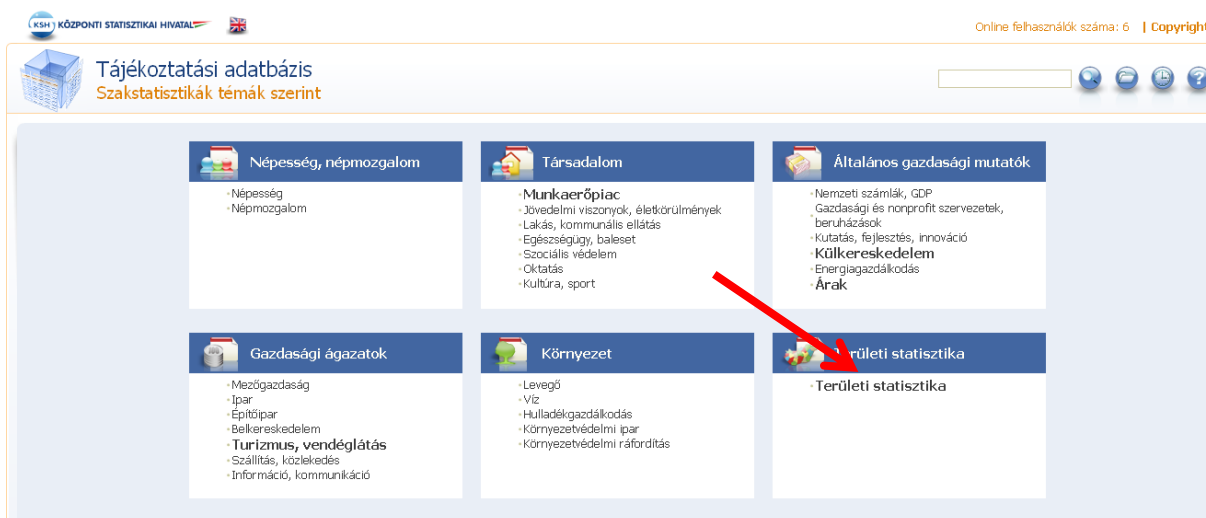 KSH KÖZPONTI STATISZTIKAI HIVATAL
Online felhasználók száma: 6 | Copyright
Tájékoztatási adatbázis
Szakstatisztikák témák szerint
Népesség, népmozgalom
Népesség
Népmozgalom
Társadalom
Munkaerőpiac
Jövedelmi viszonyok, életkörülmények
Lakás, kommunális ellátás
Egészségügy, baleset
Szociális védelem
Oktatás
Kultúra, sport
Általános gazdasági mutatók
Nemzeti számlák, GDP
Gazdasági és nonprofit szervezetek,
beruházások
Kutatás, fejlesztés, innováció
Külkereskedelem
Energiagazdálkodás
Árak
Gazdasági ágazatok
Mezőgazdaság
Ipar
Építőipar
Belkereskedelem
Turizmus, vendéglátás
Szállítás, közlekedés
Információ, kommunikáció
Környezet
Levegő
Víz
Hulladékgazdálkodás
Környezetvédelmi ipar
Környezetvédelmi ráfordítás
Területi statisztika
Területi statisztika